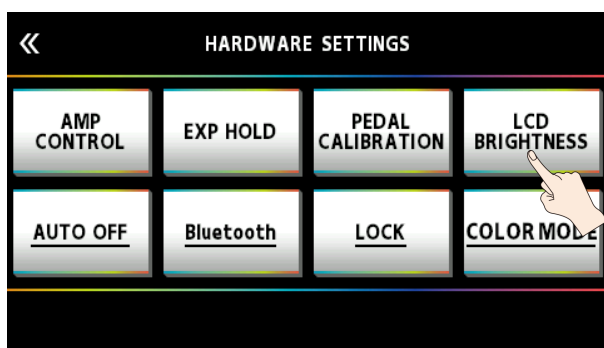 HARDWARE SETTINGS
AMP
CONTROL
EXP HOLD
PEDAL
CALIBRATION
LCD
BRIGHTNESS
AUTO OFF
Bluetooth
LOCK
COLOR MODE